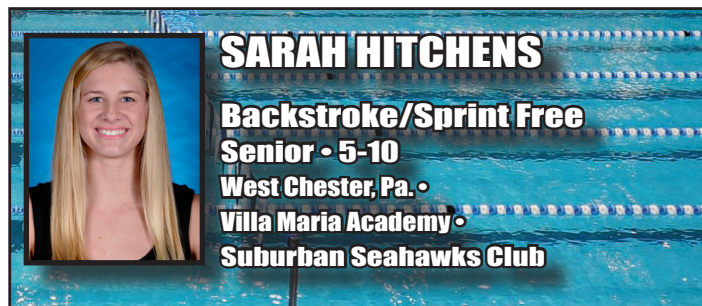 SARAH HITCHENS
Backstroke/Sprint Free
Senior • 5-10
West Chester, Pa. •
Villa Maria Academy •
Suburban Seahawks Club